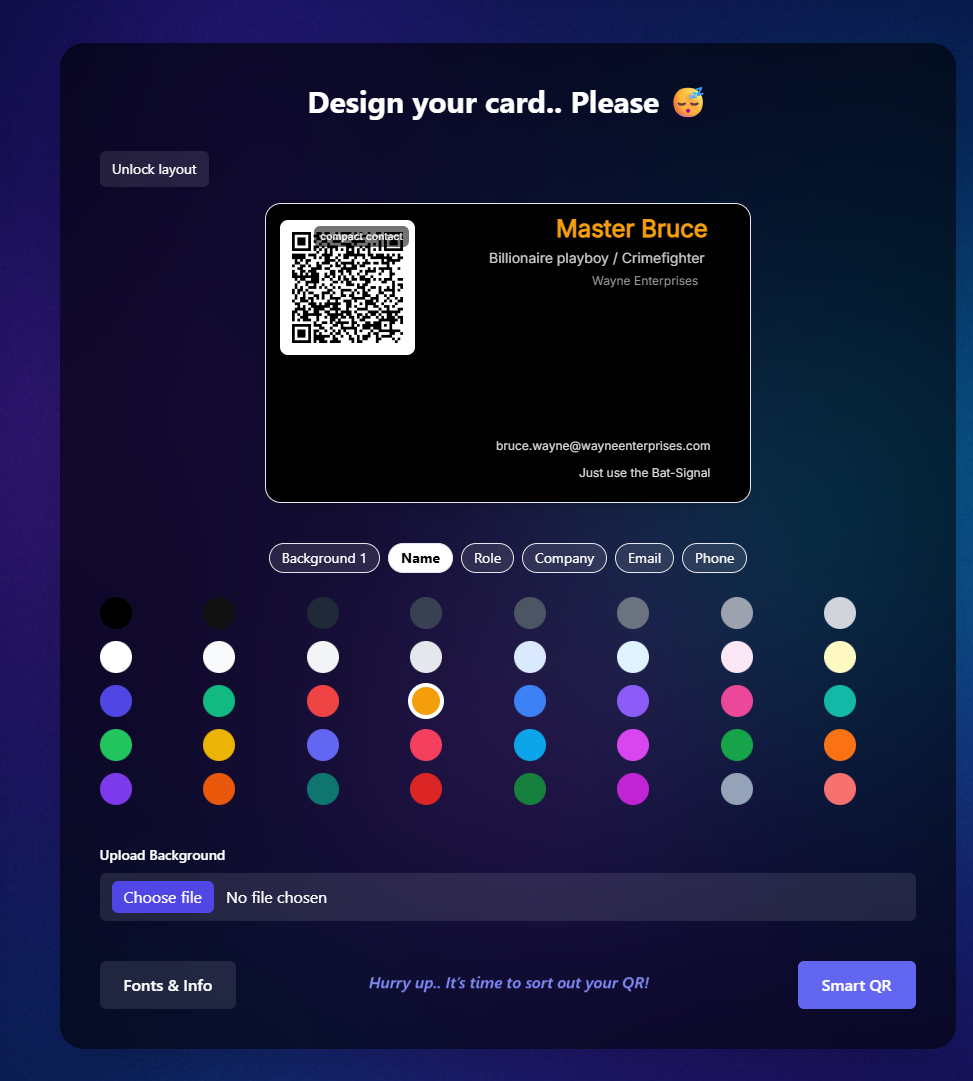 Design your card.. Please 😴
Unlock layout
compact contact
Master Bruce
Billionaire playboy / Crimefighter
Wayne Enterprises
bruce.wayne@wayneenterprises.com
Just use the Bat-Signal
Background 1 Name Role Company Email Phone
Upload Background
Choose file No file chosen
Fonts & Info Hurry up.. It's time to sort out your QR! Smart QR